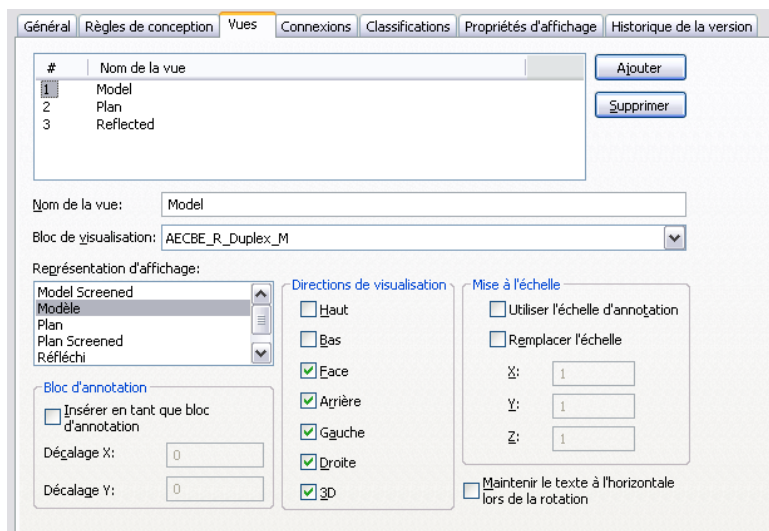 Général Règles de conception Vues Connexions Classifications Propriétés d'affichage Historique de la version
# Nom de la vue
1 Model
2 Plan
3 Reflected
Ajouter
Supprimer
Nom de la vue: Model
Bloc de visualisation: AECBE_R_Duplex_M
Représentation d'affichage:
Model Screened
Modèle
Plan
Plan Screened
Réfléchi
Bloc d'annotation
Insérer en tant que bloc
d'annotation
Décalage X: 0
Décalage Y: 0
Directions de visualisation
Haut
Bas
Face
Arrière
Gauche
Droite
3D
Mise à l'échelle
Utiliser l'échelle d'annotation
Remplacer l'échelle
X: 1
Y: 1
Z: 1
Maintenir le texte à l'horizontale
lors de la rotation